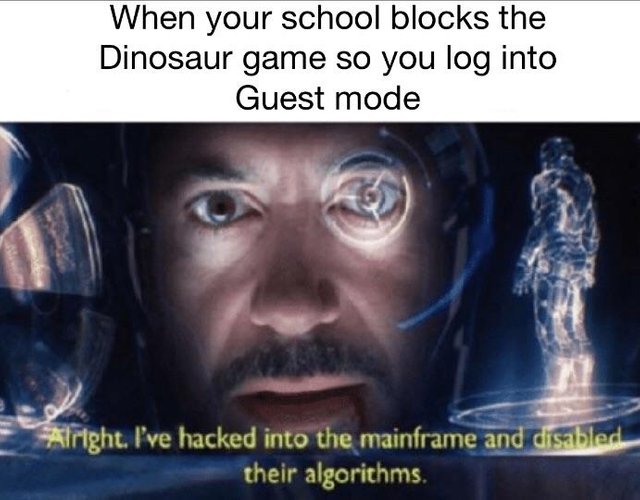 When your school blocks the
Dinosaur game so you log into
Guest mode
Alright. I've hacked into the mainframe and disabled
their algorithms.